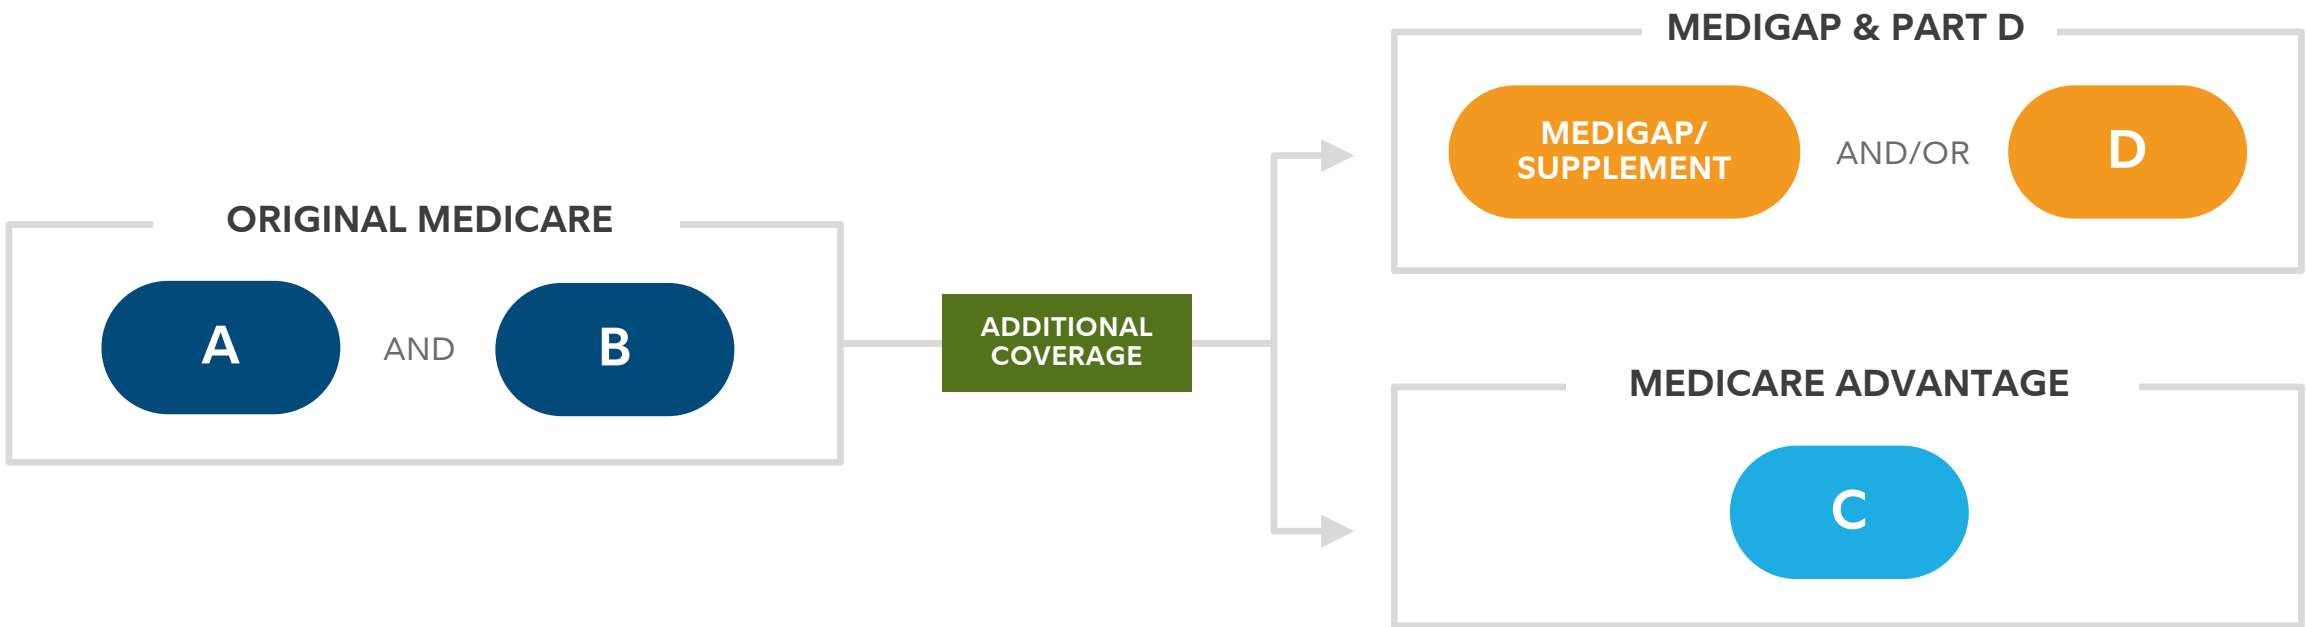 ORIGINAL MEDICARE
A AND B
ADDITIONAL
COVERAGE
MEDIGAP & PART D
MEDIGAP/
SUPPLEMENT
AND/OR
D
MEDICARE ADVANTAGE
C